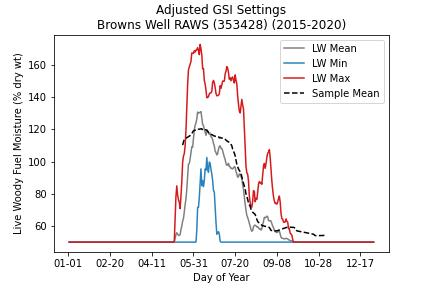 Adjusted GSI Settings
Browns Well RAWS (353428) (2015-2020)
LW Mean
LW Min
LW Max
Sample Mean
Live Woody Fuel Moisture (% dry wt)
160
140
120
100
80
60
01-01 02-20 04-11 05-31 07-20 09-08 10-28 12-17
Day of Year